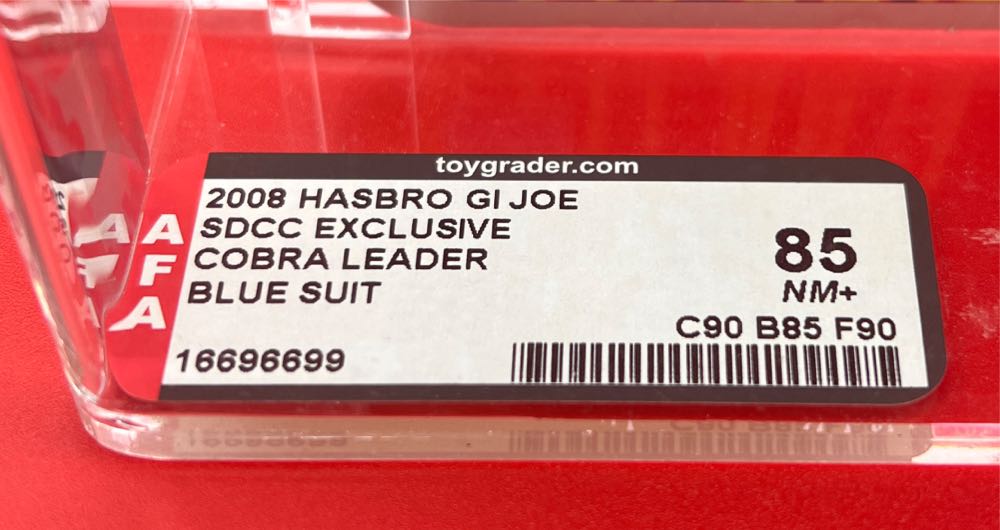 toygrader.com
AFA
2008 HASBRO GI JOE
SDCC EXCLUSIVE
COBRA LEADER
BLUE SUIT
85
NM+
C90 B85 F90
16696699